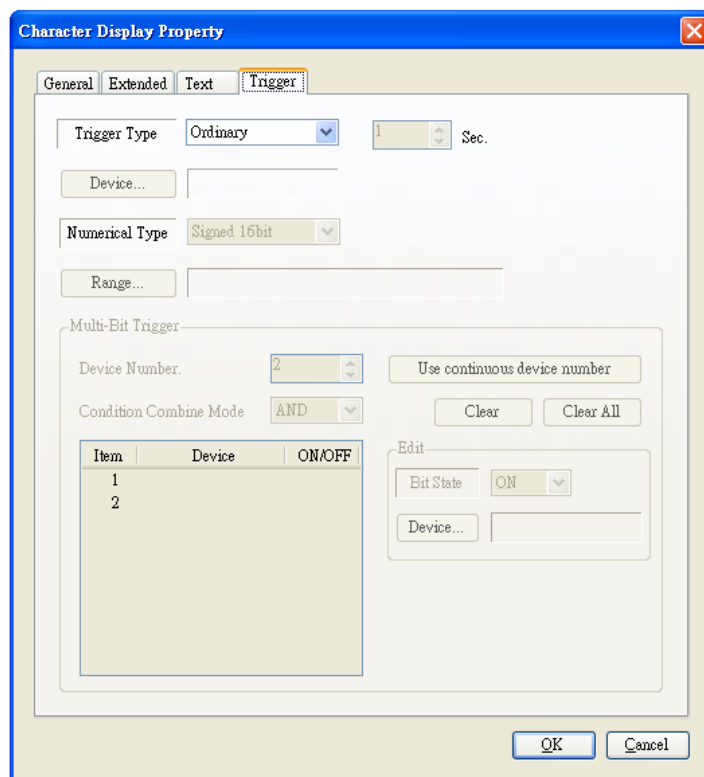 Character Display Property
General Extended Text Trigger
Trigger Type Ordinary 1 Sec.
Device...
Numerical Type Signed 16bit
Range...
Multi-Bit Trigger
Device Number. 2 Use continuous device number
Condition Combine Mode AND Clear Clear All
Item Device ON/OFF
1
2
Edit
Bit State ON
Device...
OK Cancel